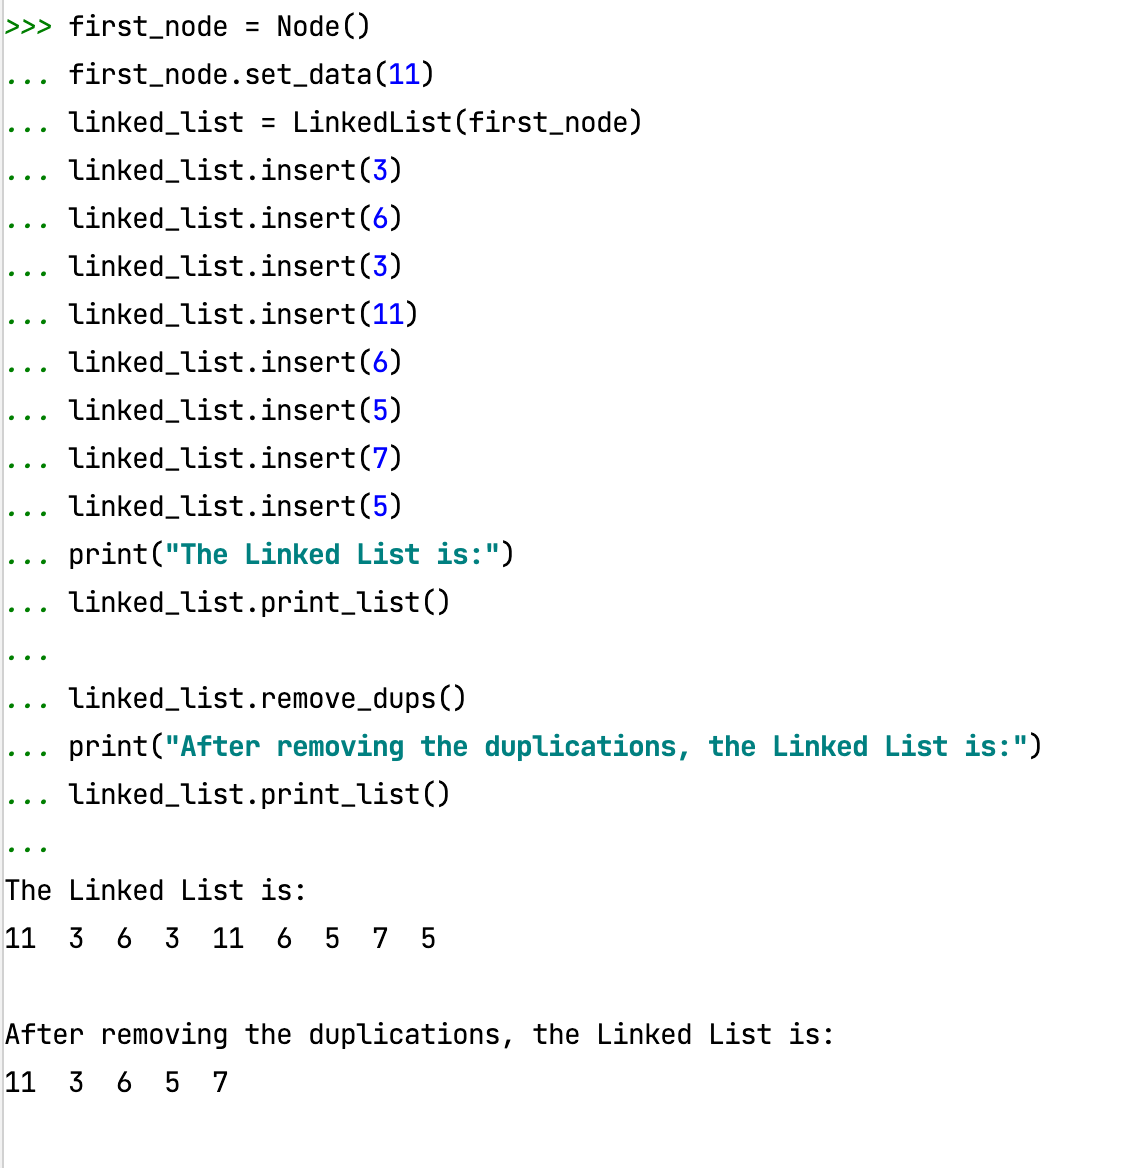 >>> first_node = Node()
... first_node.set_data(11)
... linked_list = LinkedList(first_node)
... linked_list.insert(3)
... linked_list.insert(6)
... linked_list.insert(3)
... linked_list.insert(11)
... linked_list.insert(6)
... linked_list.insert(5)
... linked_list.insert(7)
... linked_list.insert(5)
... print("The Linked List is:")
... linked_list.print_list()
...
... linked_list.remove_dups()
... print("After removing the duplications, the Linked List is:")
... linked_list.print_list()
...
The Linked List is:
11  3  6  3  11  6  5  7  5
After removing the duplications, the Linked List is:
11  3  6  5  7